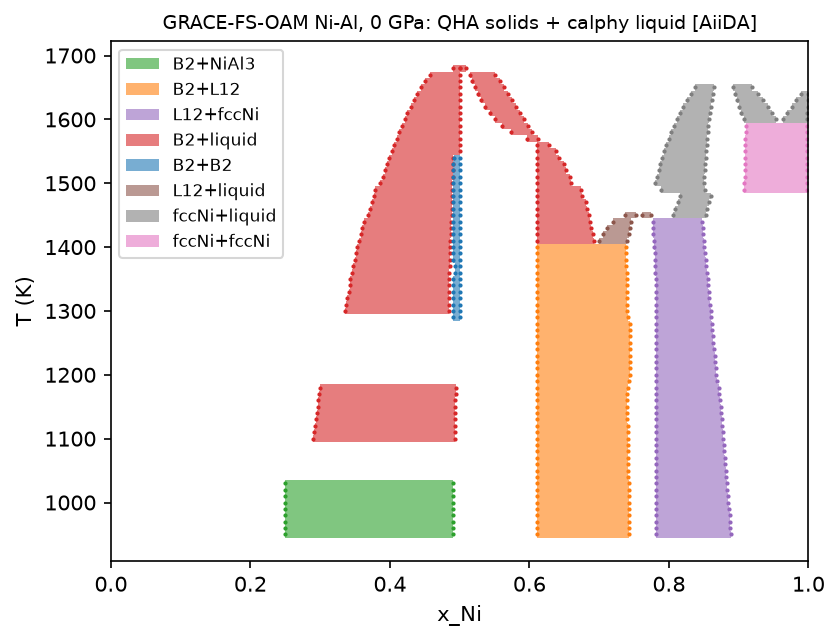 GRACE-FS-OAM Ni-Al, 0 GPa: QHA solids + calphy liquid [AiiDA]
B2+NiAl3
B2+L12
L12+fccNi
B2+liquid
B2+B2
L12+liquid
fccNi+liquid
fccNi+fccNi
T (K)
1700
1600
1500
1400
1300
1200
1100
1000
0.0 0.2 0.4 0.6 0.8 1.0
x_Ni